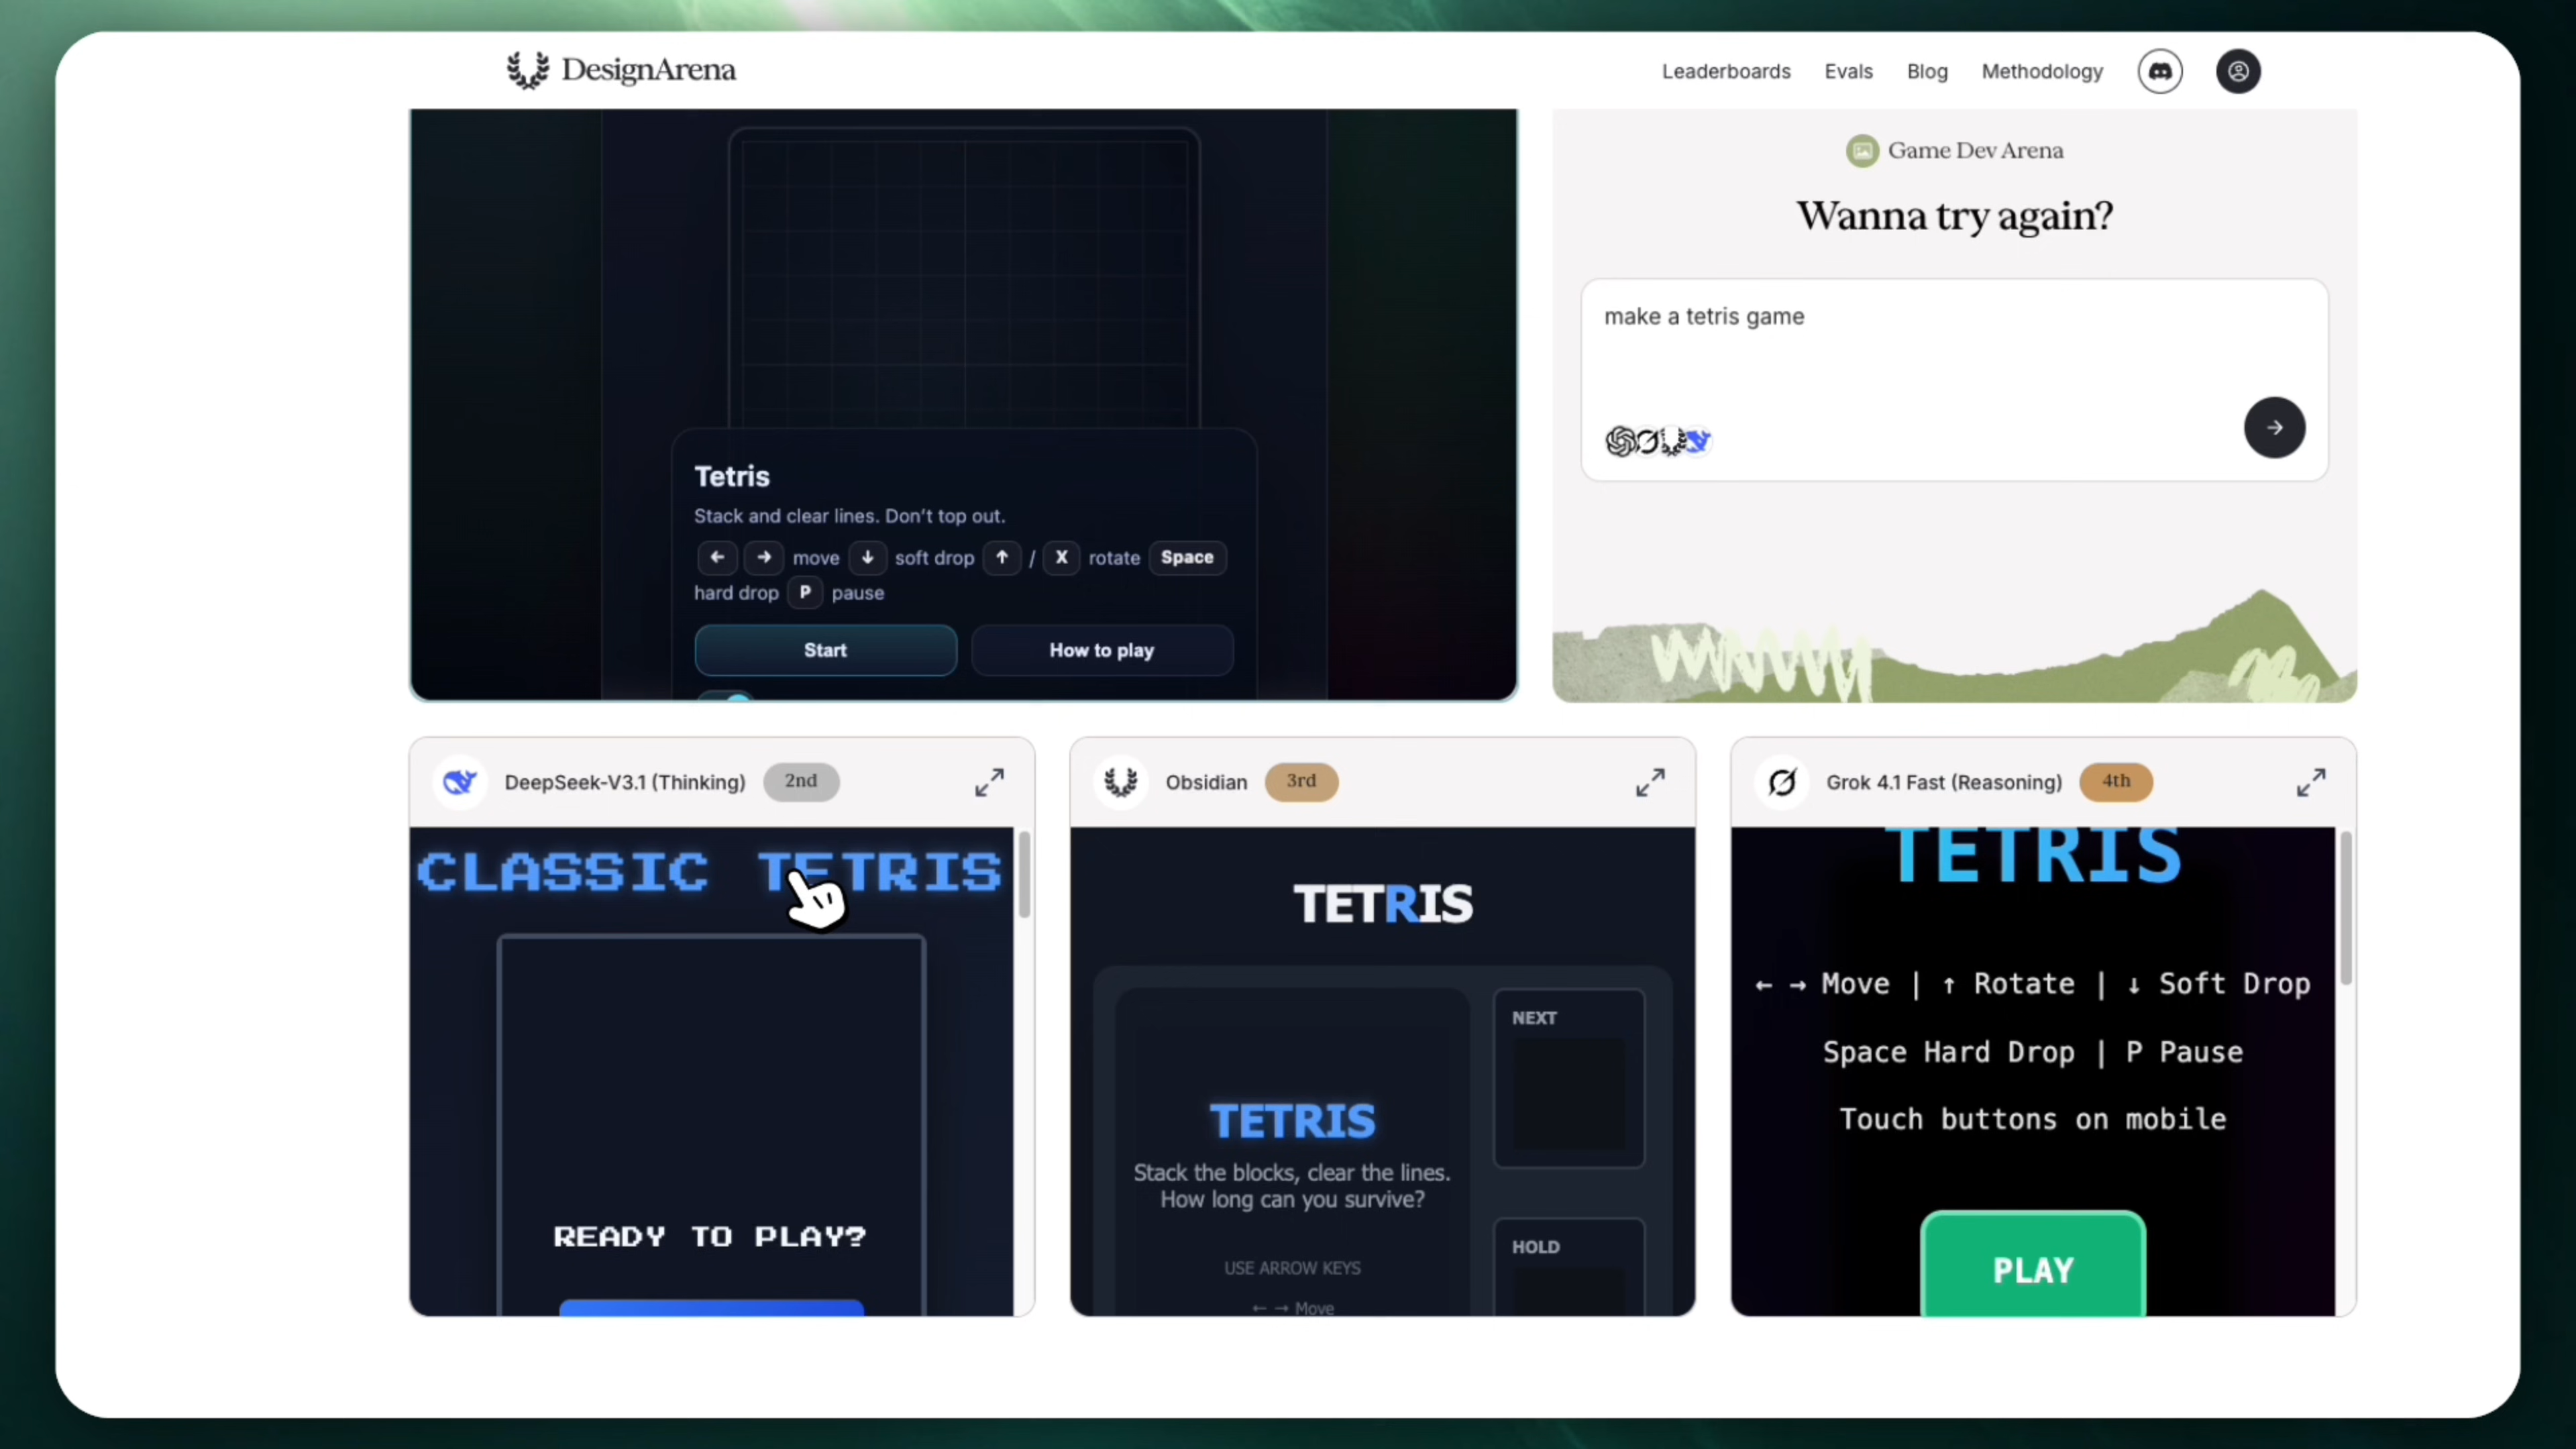 DesignArena
Leaderboards
Evals
Blog
Methodology
Tetris
Stack and clear lines. Don't top out.
← → move ↓ soft drop ↑ / X rotate Space
hard drop P pause
Start
How to play
Game Dev Arena
Wanna try again?
make a tetris game
DeepSeek-V3.1 (Thinking)
2nd
CLASSIC TETRIS
READY TO PLAY?
Obsidian
3rd
TETRIS
NEXT
TETRIS
Stack the blocks, clear the lines.
How long can you survive?
HOLD
USE ARROW KEYS
← → Move
Grok 4.1 Fast (Reasoning)
4th
TETRIS
← → Move | ↑ Rotate | ↓ Soft Drop
Space Hard Drop | P Pause
Touch buttons on mobile
PLAY